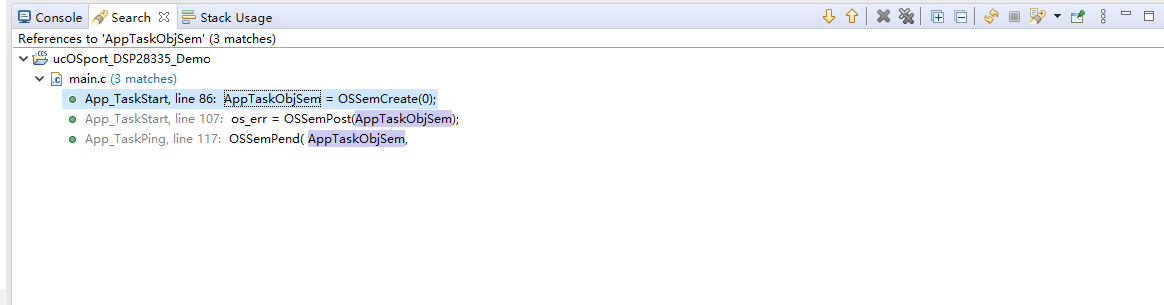 Console Search Stack Usage
References to 'AppTaskObjSem' (3 matches)
ucOSport_DSP28335_Demo
main.c (3 matches)
App_TaskStart, line 86: AppTaskObjSem = OSSemCreate(0);
App_TaskStart, line 107: os_err = OSSemPost(AppTaskObjSem);
App_TaskPing, line 117: OSSemPend( AppTaskObjSem,